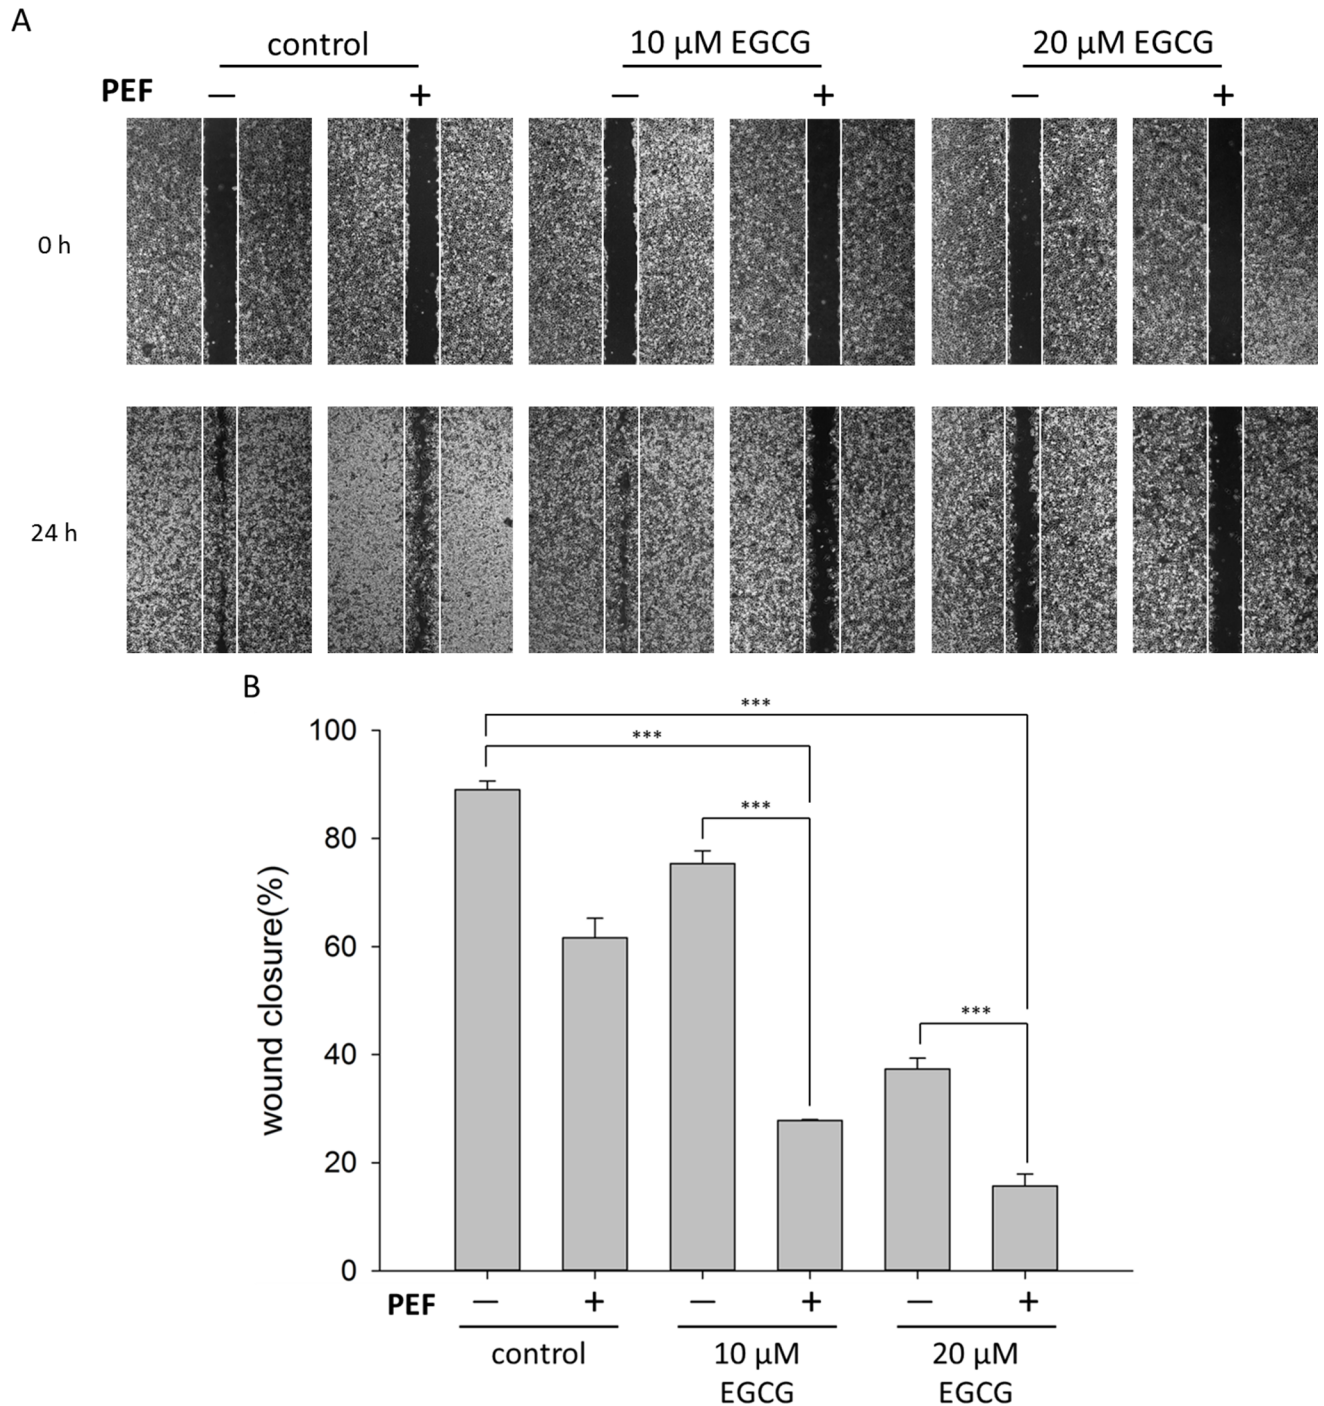 A
control 10 μM EGCG 20 μM EGCG
PEF − + − + − +
0 h
24 h
B
***
100
***
***
80
60
wound closure(%)
***
40
20
0
PEF − + − + − +
control 10 μM 20 μM
EGCG EGCG